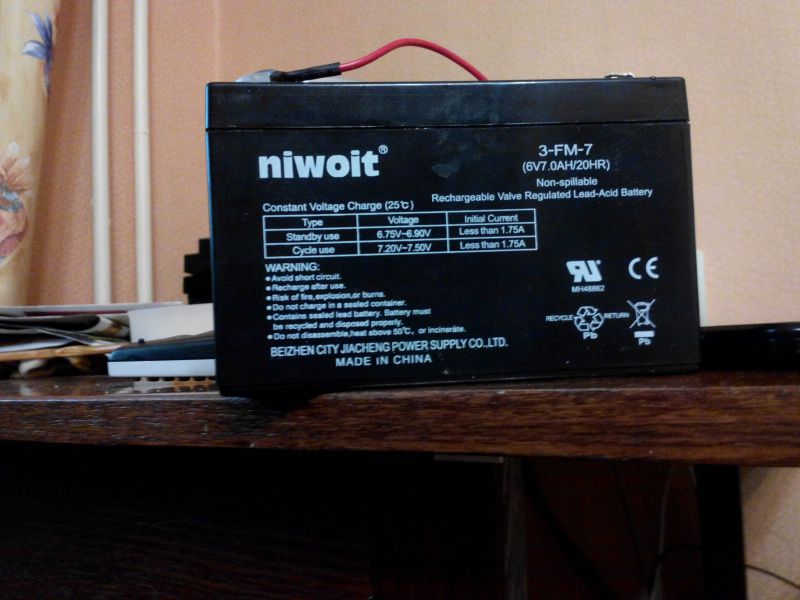 niwoit®
3-FM-7
(6V7.0AH/20HR)
Non-spillable
Rechargeable Valve Regulated Lead-Acid Battery
Constant Voltage Charge (25℃)
Type Voltage Initial Current
Standby use 6.75V~6.90V Less than 1.75A
Cycle use 7.20V~7.50V Less than 1.75A
WARNING:
● Avoid short circuit.
● Recharge after use.
● Risk of fire,explosion,or burns.
● Do not charge in a sealed container.
● Contains sealed lead battery. Battery must
be recycled and disposed properly.
● Do not disassemble,heat above 50℃, or incinerate.
BEIZHEN CITY JIACHENG POWER SUPPLY CO.,LTD.
MADE IN CHINA
RU CE
MH48862
RECYCLE RETURN
Pb Pb